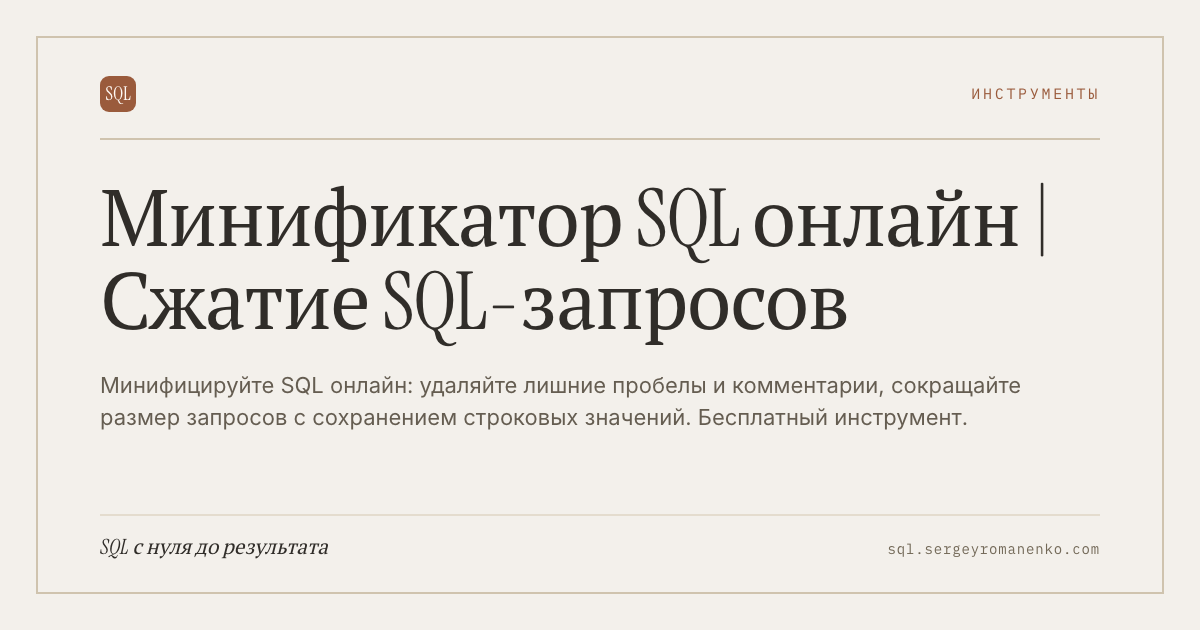 SQL
ИНСТРУМЕНТЫ
Минификатор SQL онлайн |
Сжатие SQL-запросов
Минифицируйте SQL онлайн: удаляйте лишние пробелы и комментарии, сокращайте
размер запросов с сохранением строковых значений. Бесплатный инструмент.
SQL с нуля до результата
sql.sergeyromanenko.com